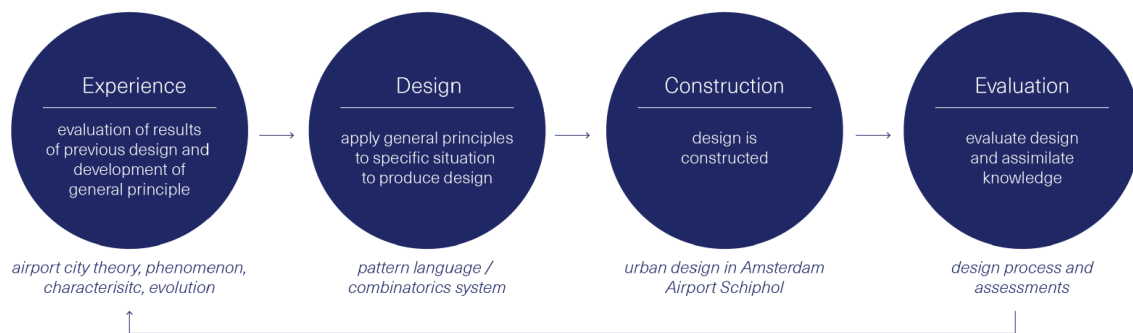 Experience
evaluation of results
of previous design and
development of
general principle
airport city theory, phenomenon,
characterisitc, evolution
Design
apply general principles
to specific situation
to produce design
pattern language /
combinatorics system
Construction
design is
constructed
urban design in Amsterdam
Airport Schiphol
Evaluation
evaluate design
and assimilate
knowledge
design process and
assessments